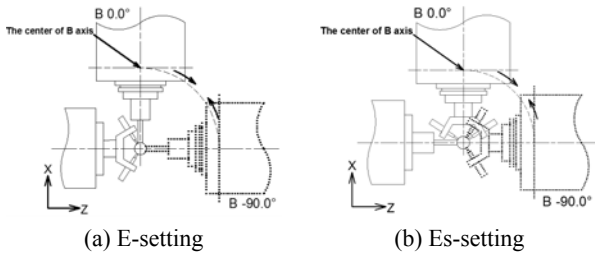 B 0.0°
The center of B axis
X
Z
B -90.0°
(a) E-setting
B 0.0°
The center of B axis
X
Z
B -90.0°
(b) Es-setting